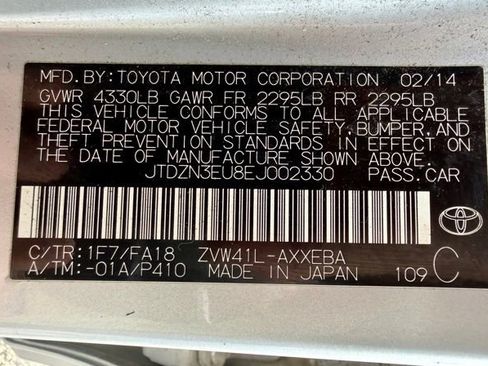 MFD. BY: TOYOTA MOTOR CORPORATION 02/14
GVWR 4330LB GAWR FR 2295LB RR 2295LB
THIS VEHICLE CONFORMS TO ALL APPLICABLE
FEDERAL MOTOR VEHICLE SAFETY, BUMPER, AND
THEFT PREVENTION STANDARDS IN EFFECT ON
THE DATE OF MANUFACTURE SHOWN ABOVE.
JTDZN3EU8EJ002330 PASS. CAR
C/TR: 1F7/FA18 ZVW41L-AXXEBA
A/TM: -01A/P410 MADE IN JAPAN 109 C